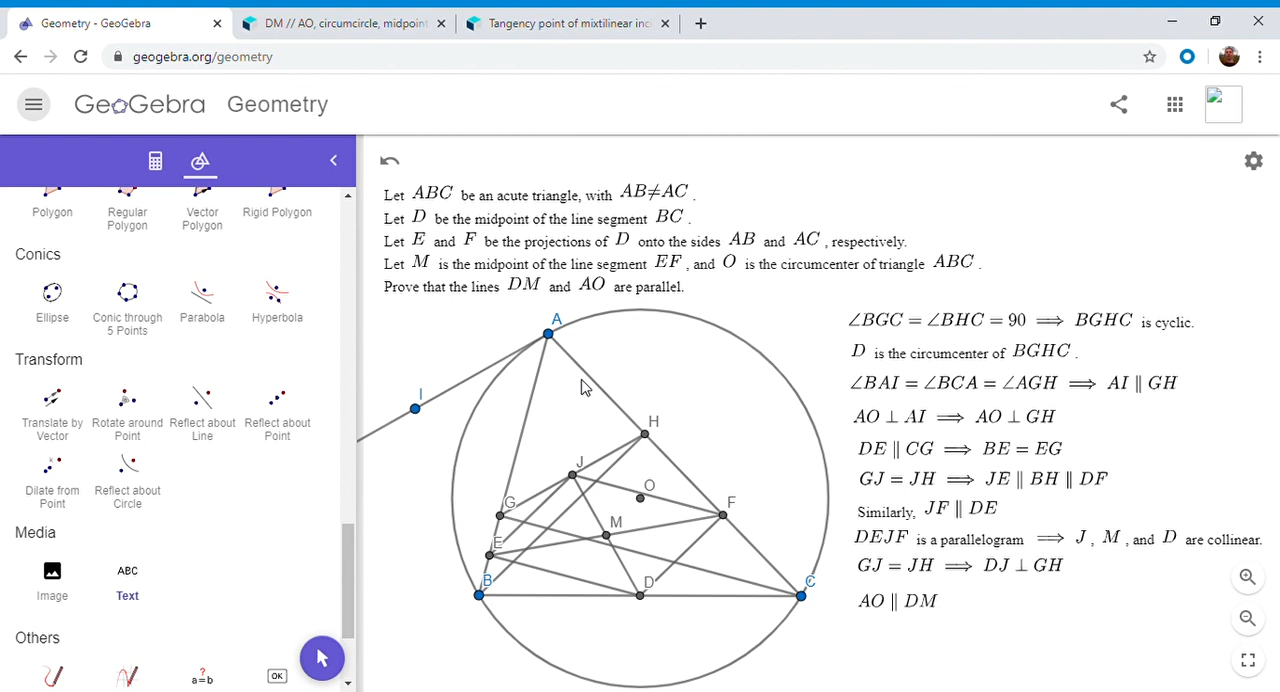 Geometry - GeoGebra
DM // AO, circumcircle, midpoint
Tangency point of mixtilinear inc
geogebra.org/geometry
GeoGebra Geometry
Polygon
Regular Polygon
Vector Polygon
Rigid Polygon
Conics
Ellipse
Conic through 5 Points
Parabola
Hyperbola
Transform
Translate by Vector
Rotate around Point
Reflect about Line
Reflect about Point
Dilate from Point
Reflect about Circle
Media
Image
ABC
Text
Others
a=b
?
OK
Let ABC be an acute triangle, with AB≠AC .
Let D be the midpoint of the line segment BC .
Let E and F be the projections of D onto the sides AB and AC , respectively.
Let M is the midpoint of the line segment EF , and O is the circumcenter of triangle ABC .
Prove that the lines DM and AO are parallel.
A
I
H
J
O
G
F
M
E
B
D
C
∠BGC = ∠BHC = 90 ⟹ BGHC is cyclic.
D is the circumcenter of BGHC .
∠BAI = ∠BCA = ∠AGH ⟹ AI ∥ GH
AO ⊥ AI ⟹ AO ⊥ GH
DE ∥ CG ⟹ BE = EG
GJ = JH ⟹ JE ∥ BH ∥ DF
Similarly, JF ∥ DE
DEJF is a parallelogram ⟹ J , M , and D are collinear.
GJ = JH ⟹ DJ ⊥ GH
AO ∥ DM